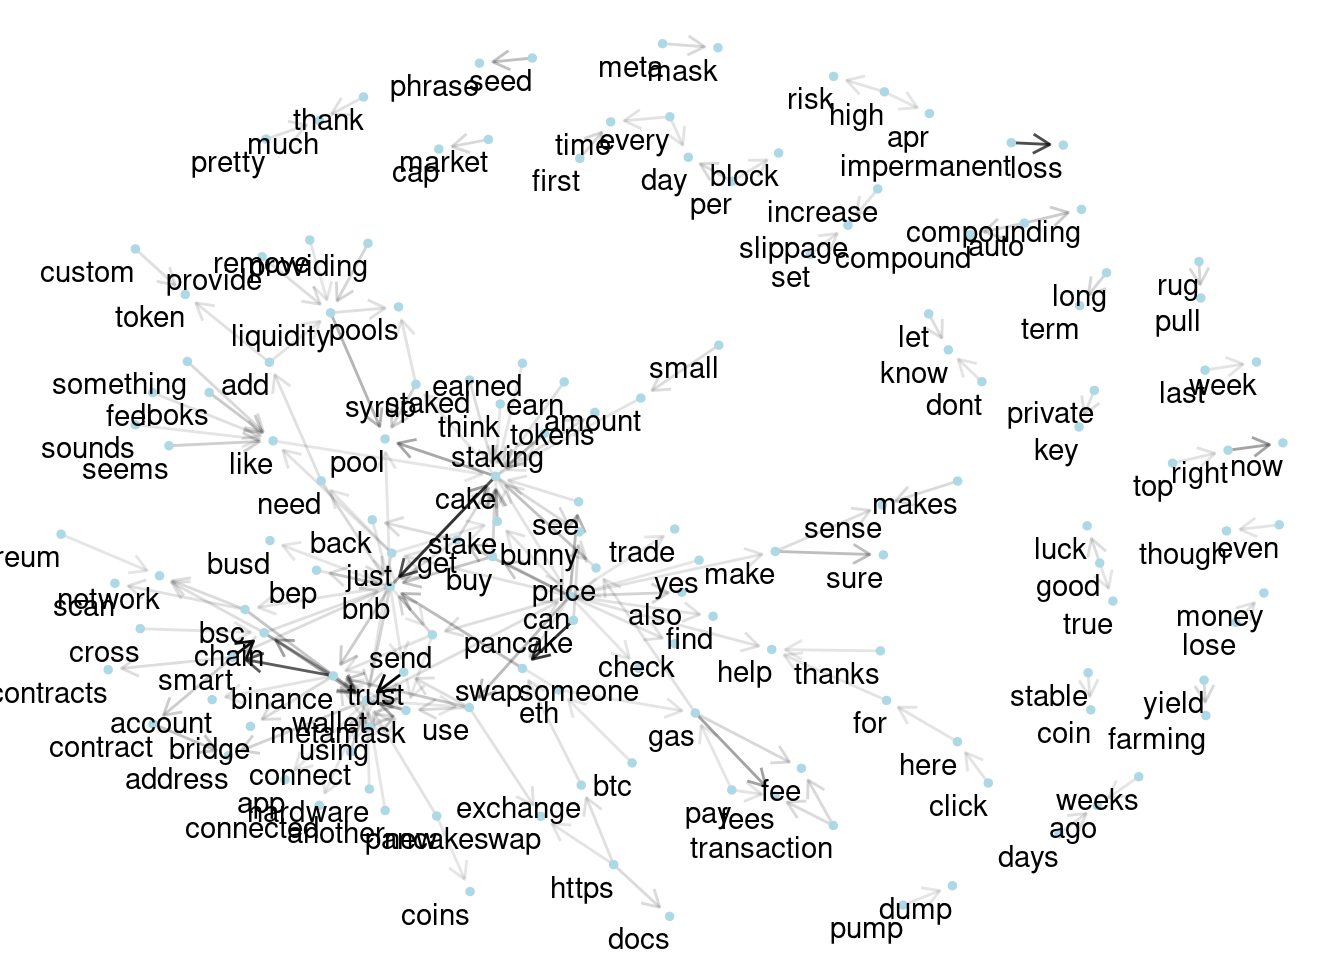 meta
mask
phrase
seed
risk
high
thank
much
pretty
market
cap
time
every
first
day
block
per
apr
impermanent
loss
increase
slippage
set
compound
compounding
auto
custom
remove
providing
provide
token
liquidity
pools
long
term
rug
pull
let
know
dont
small
something
add
fed
boks
syrup
staked
earned
earn
think
tokens
amount
last
week
private
key
sounds
seems
like
pool
staking
top
right
now
need
cake
see
makes
sense
reum
busd
back
stake
get
bunny
trade
just
buy
yes
make
sure
luck
good
true
though
even
network
scan
bep
bnb
price
can
also
find
money
lose
cross
bsc
chain
smart
send
pancake
check
help
thanks
contracts
account
binance
trust
swap
someone
eth
stable
coin
yield
farming
contract
bridge
wallet
metamask
using
use
gas
for
address
connect
btc
fee
here
app
hardware
exchange
pay
fees
click
weeks
ago
connected
another
new
pancakeswap
transaction
days
https
coins
docs
dump
pump